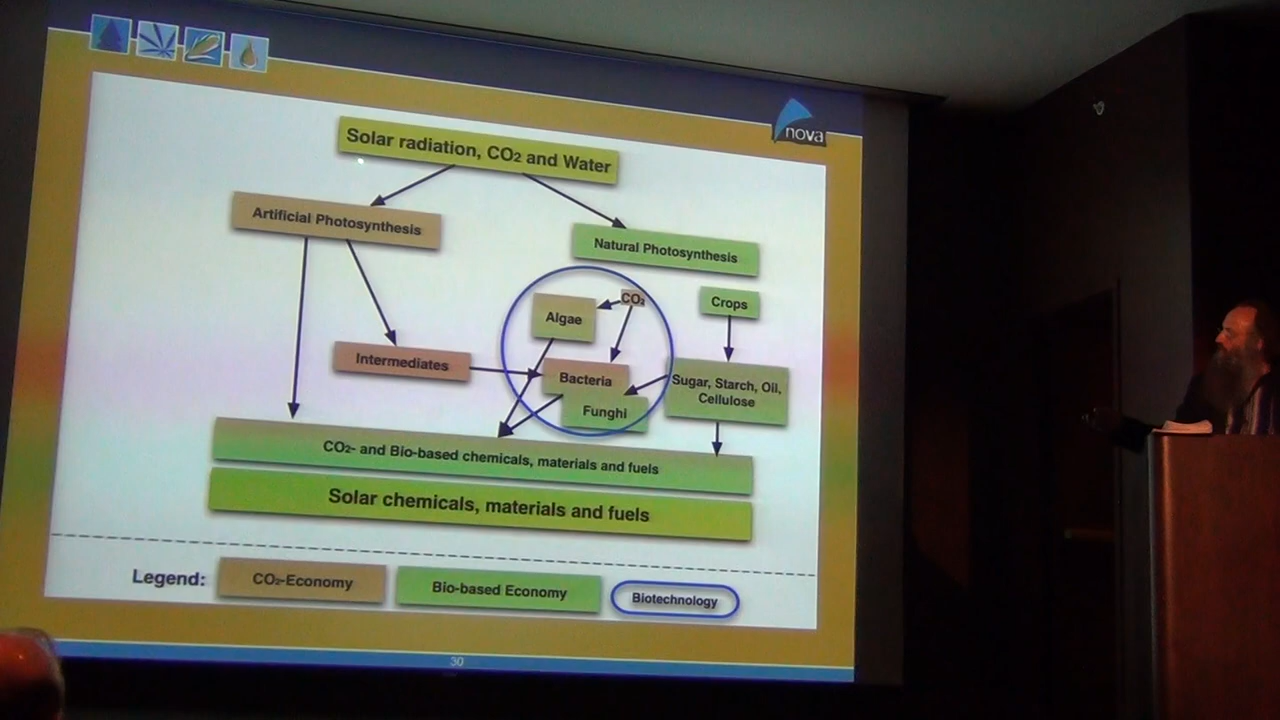 nova
Solar radiation, CO₂ and Water
Artificial Photosynthesis
Natural Photosynthesis
CO₂
Algae
Crops
Intermediates
Bacteria
Funghi
Sugar, Starch, Oil,
Cellulose
CO₂- and Bio-based chemicals, materials and fuels
Solar chemicals, materials and fuels
Legend:
CO₂-Economy
Bio-based Economy
Biotechnology
30